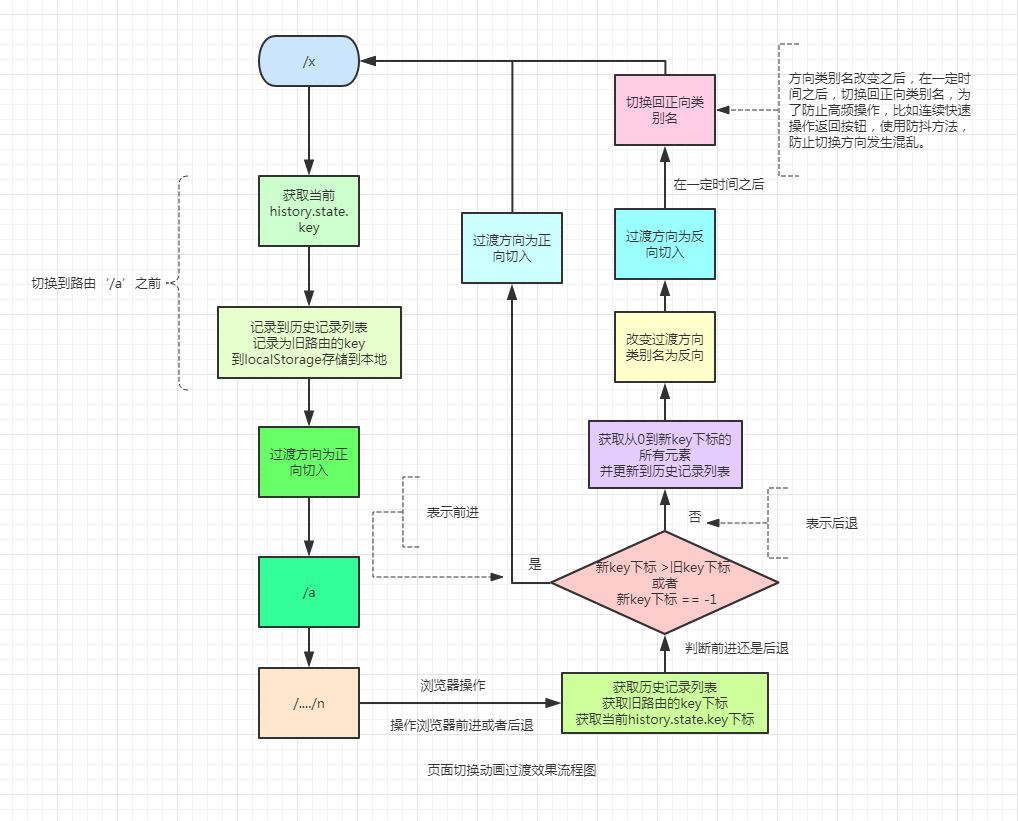 /x
获取当前
history.state.
key
切换到路由‘/a’之前
记录到历史记录列表
记录为旧路由的key
到localStorage存储到本地
过渡方向为正
向切入
表示前进
/a
/..../n
浏览器操作
操作浏览器前进或者后退
获取历史记录列表
获取旧路由的key下标
获取当前history.state.key下标
判断前进还是后退
新key下标 >旧key下标
或者
新key下标 == -1
是
否
表示后退
过渡方向为正
向切入
获取从0到新key下标的
所有元素
并更新到历史记录列表
改变过渡方向
类别名为反向
过渡方向为反
向切入
在一定时间之后
切换回正向类
别名
方向类别名改变之后，在一定时
间之后，切换回正向类别名，为
了防止高频操作，比如连续快速
操作返回按钮，使用防抖方法，
防止切换方向发生混乱。
页面切换动画过渡效果流程图